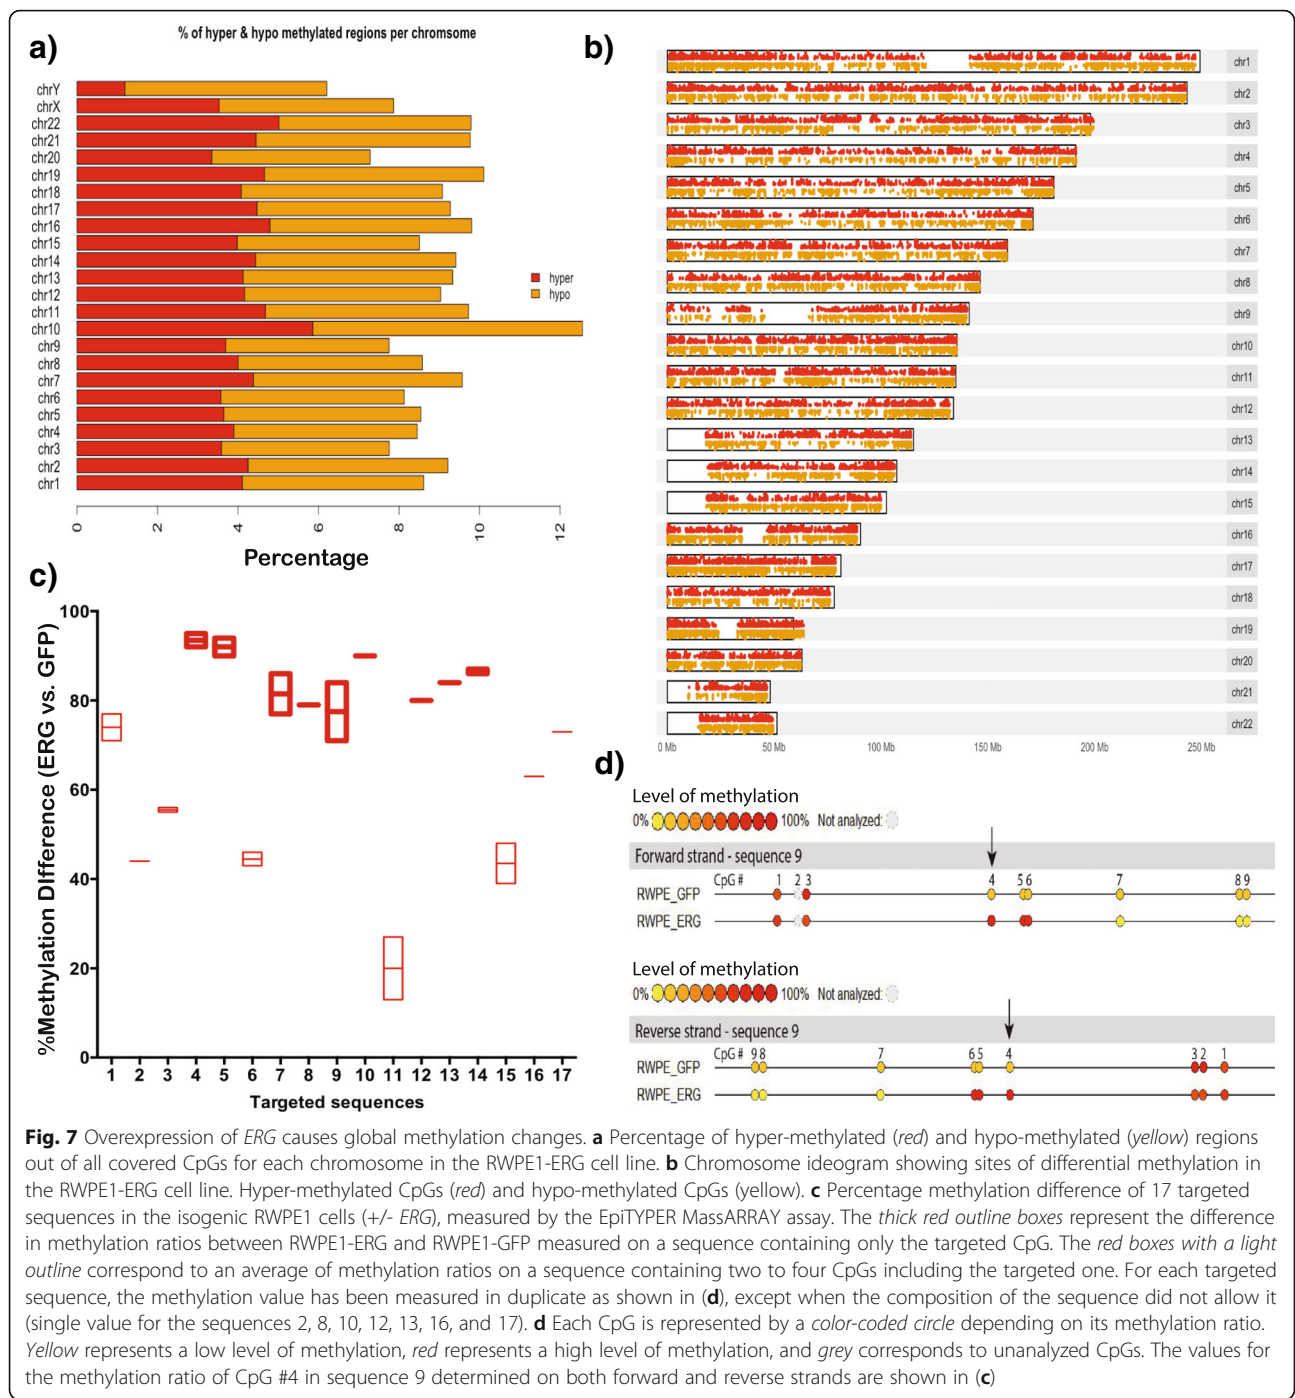 a)
% of hyper & hypo methylated regions per chromsome
chrY
chrX
chr22
chr21
chr20
chr19
chr18
chr17
chr16
chr15
chr14
chr13
chr12
chr11
chr10
chr9
chr8
chr7
chr6
chr5
chr4
chr3
chr2
chr1
hyper
hypo
0 2 4 6 8 10 12
Percentage
b)
chr1
chr2
chr3
chr4
chr5
chr6
chr7
chr8
chr9
chr10
chr11
chr12
chr13
chr14
chr15
chr16
chr17
chr18
chr19
chr20
chr21
chr22
0 Mb 50 Mb 100 Mb 150 Mb 200 Mb 250 Mb
c)
%Methylation Difference (ERG vs. GFP)
100
80
60
40
20
0
1 2 3 4 5 6 7 8 9 10 11 12 13 14 15 16 17
Targeted sequences
d)
Level of methylation
0% 100% Not analyzed:
Forward strand - sequence 9
CpG # 1 2 3 4 5 6 7 8 9
RWPE_GFP
RWPE_ERG
Level of methylation
0% 100% Not analyzed:
Reverse strand - sequence 9
CpG # 9 8 7 6 5 4 3 2 1
RWPE_GFP
RWPE_ERG
Fig. 7 Overexpression of ERG causes global methylation changes. a Percentage of hyper-methylated (red) and hypo-methylated (yellow) regions
out of all covered CpGs for each chromosome in the RWPE1-ERG cell line. b Chromosome ideogram showing sites of differential methylation in
the RWPE1-ERG cell line. Hyper-methylated CpGs (red) and hypo-methylated CpGs (yellow). c Percentage methylation difference of 17 targeted
sequences in the isogenic RWPE1 cells (+/- ERG), measured by the EpiTYPER MassARRAY assay. The thick red outline boxes represent the difference
in methylation ratios between RWPE1-ERG and RWPE1-GFP measured on a sequence containing only the targeted CpG. The red boxes with a light
outline correspond to an average of methylation ratios on a sequence containing two to four CpGs including the targeted one. For each targeted
sequence, the methylation value has been measured in duplicate as shown in (d), except when the composition of the sequence did not allow it
(single value for the sequences 2, 8, 10, 12, 13, 16, and 17). d Each CpG is represented by a color-coded circle depending on its methylation ratio.
Yellow represents a low level of methylation, red represents a high level of methylation, and grey corresponds to unanalyzed CpGs. The values for
the methylation ratio of CpG #4 in sequence 9 determined on both forward and reverse strands are shown in (c)